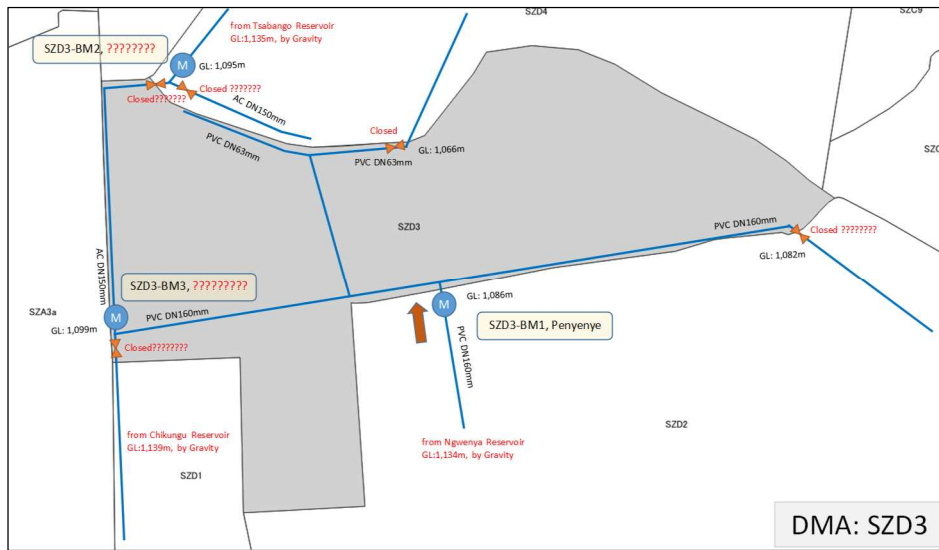 from Tsabango Reservoir
GL:1,135m, by Gravity
SZD4
SZC9
SZD3-BM2, ????????
M
GL: 1,095m
Closed ???????
Closed???????
AC DN150mm
PVC DN63mm
Closed
GL: 1,066m
PVC DN63mm
SZC
SZD3
PVC DN160mm
Closed ????????
GL: 1,082m
AC DN150mm
SZD3-BM3, ?????????
SZA3a
M
GL: 1,099m
PVC DN160mm
Closed????????
GL: 1,086m
M
SZD3-BM1, Penyenye
PVC DN160mm
from Chikungu Reservoir
GL:1,139m, by Gravity
SZD1
from Ngwenya Reservoir
GL:1,134m, by Gravity
SZD2
DMA: SZD3